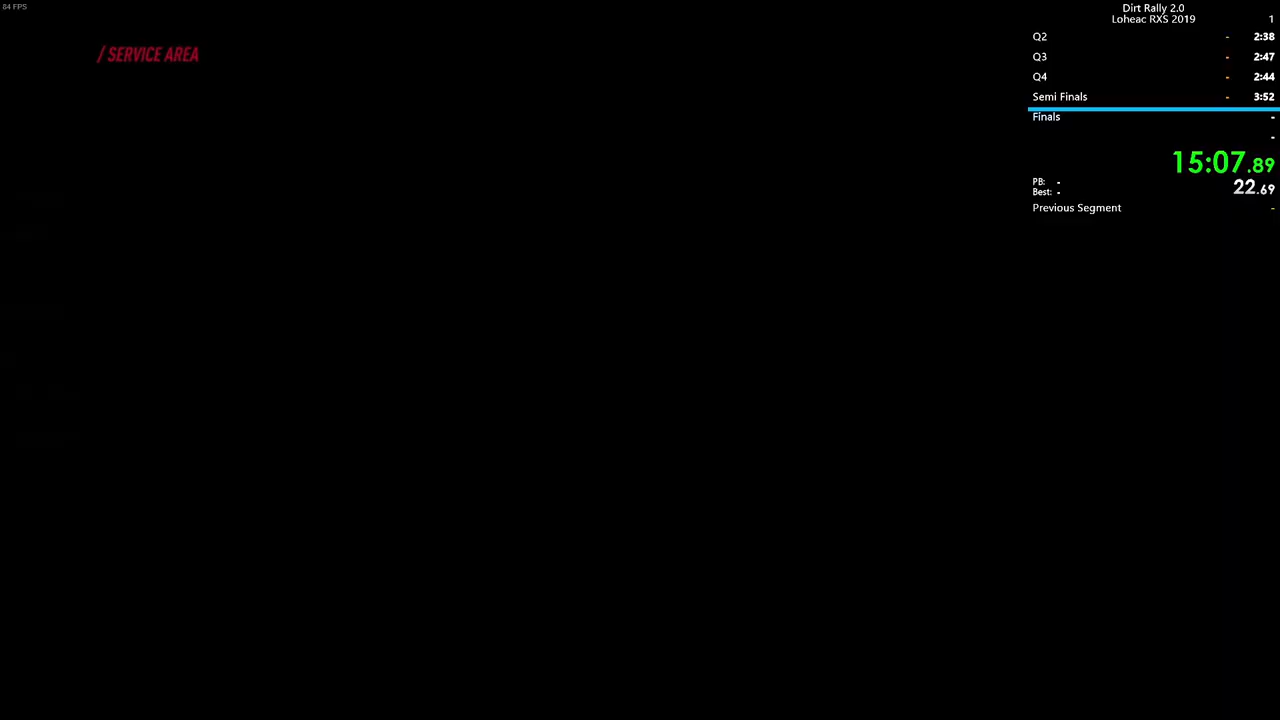 84 FPS
/ SERVICE AREA
Dirt Rally 2.0
Loheac RXS 2019 1
Q2 - 2:38
Q3 - 2:47
Q4 - 2:44
Semi Finals - 3:52
Finals -
-
15:07.89
PB: -
22.69
Best: -
Previous Segment -